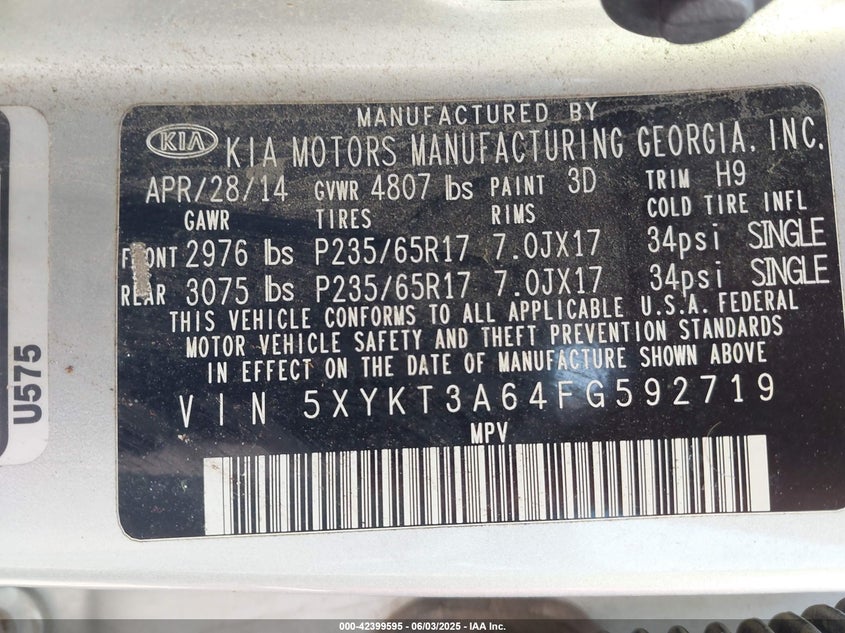 MANUFACTURED BY
KIA KIA MOTORS MANUFACTURING GEORGIA, INC.
APR/28/14 GVWR 4807 lbs PAINT 3D TRIM H9
GAWR TIRES RIMS COLD TIRE INFL
FRONT 2976 lbs P235/65R17 7.0JX17 34psi SINGLE
REAR 3075 lbs P235/65R17 7.0JX17 34psi SINGLE
THIS VEHICLE CONFORMS TO ALL APPLICABLE U.S.A. FEDERAL
MOTOR VEHICLE SAFETY AND THEFT PREVENTION STANDARDS
IN EFFECT ON THE DATE OF MANUFACTURE SHOWN ABOVE
VIN 5XYKT3A64FG592719
MPV
U575
000-42399595 - 06/03/2025 - IAA Inc.